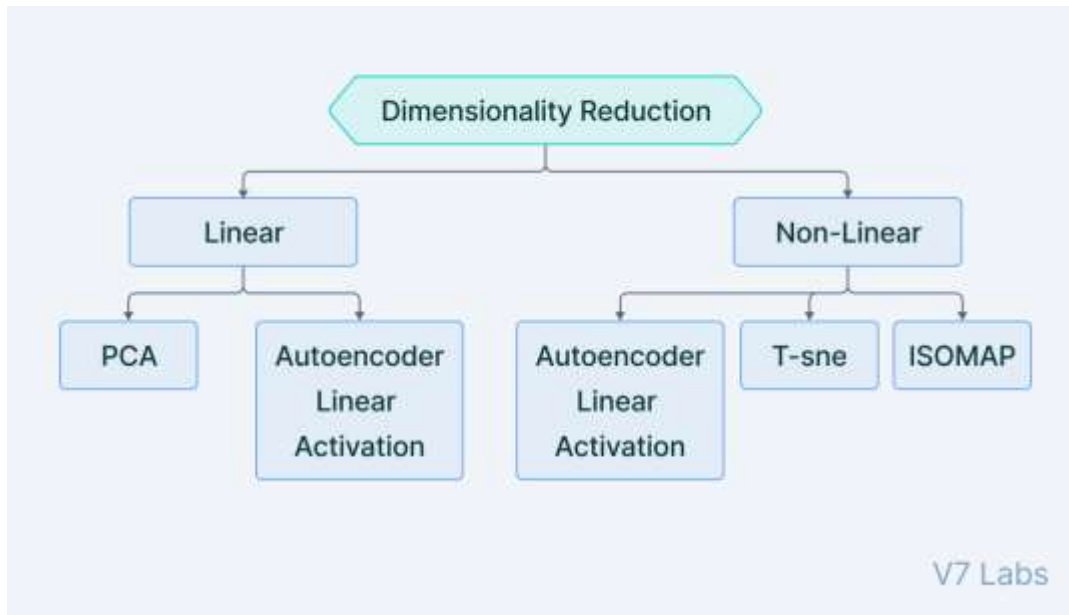 Dimensionality Reduction
Linear
Non-Linear
PCA
Autoencoder
Linear
Activation
Autoencoder
Linear
Activation
T-sne
ISOMAP
V7 Labs